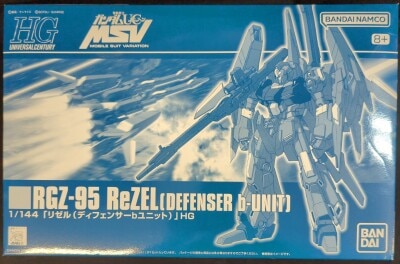 HG
UNIVERSAL CENTURY
ガンダムUC
MSV
MOBILE SUIT VARIATION
BANDAI NAMCO
8+
RGZ-95 ReZEL(DEFENSER b-UNIT)
1/144「リゼル(ディフェンサーbユニット)」HG
BAN
DAI